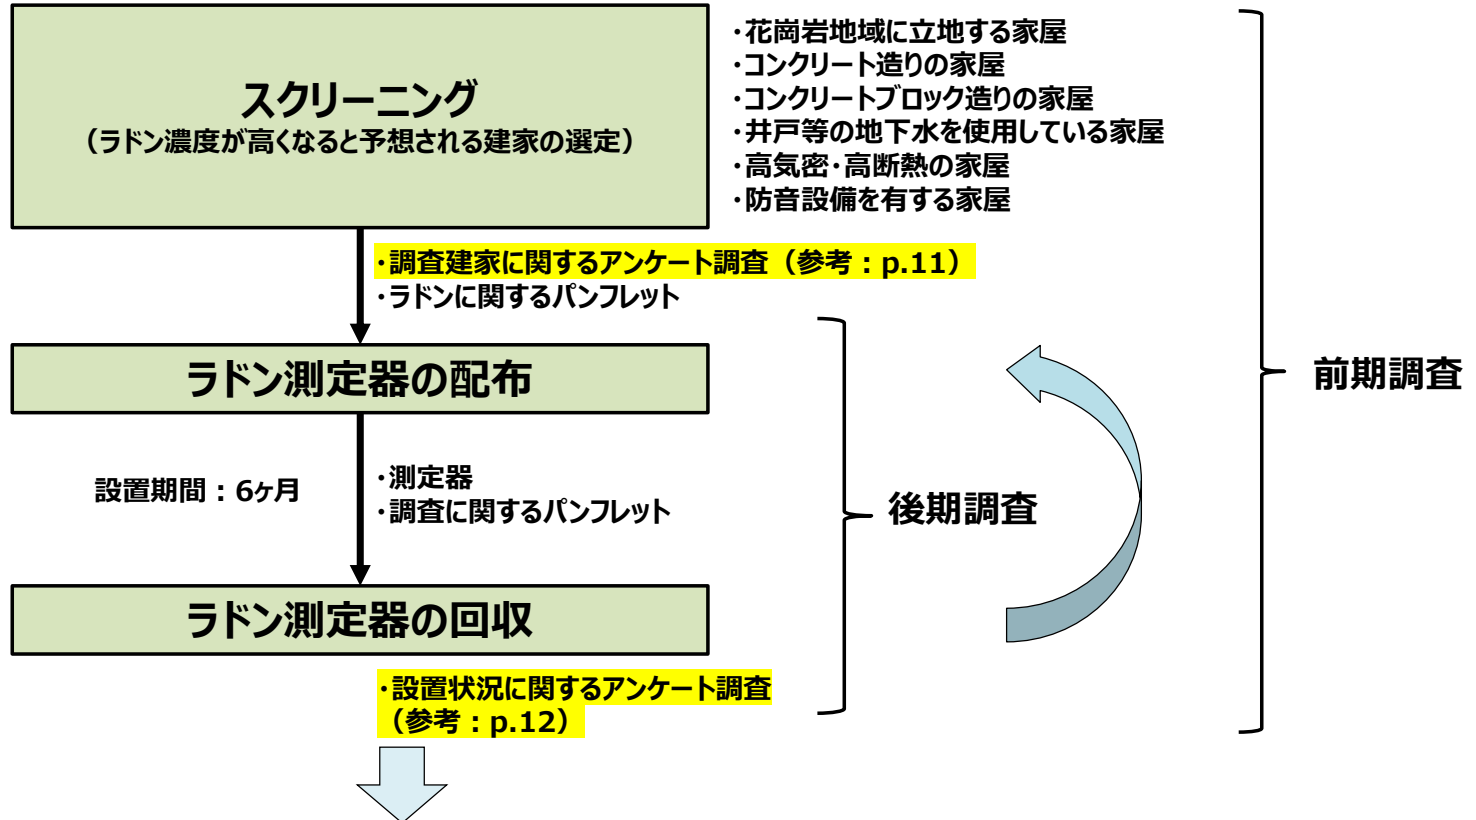 スクリーニング
（ラドン濃度が高くなると予想される建家の選定）
・花崗岩地域に立地する家屋
・コンクリート造りの家屋
・コンクリートブロック造りの家屋
・井戸等の地下水を使用している家屋
・高気密・高断熱の家屋
・防音設備を有する家屋
・調査建家に関するアンケート調査（参考：p.11）
・ラドンに関するパンフレット
ラドン測定器の配布
前期調査
設置期間：6ヶ月
・測定器
・調査に関するパンフレット
後期調査
ラドン測定器の回収
・設置状況に関するアンケート調査
（参考：p.12）